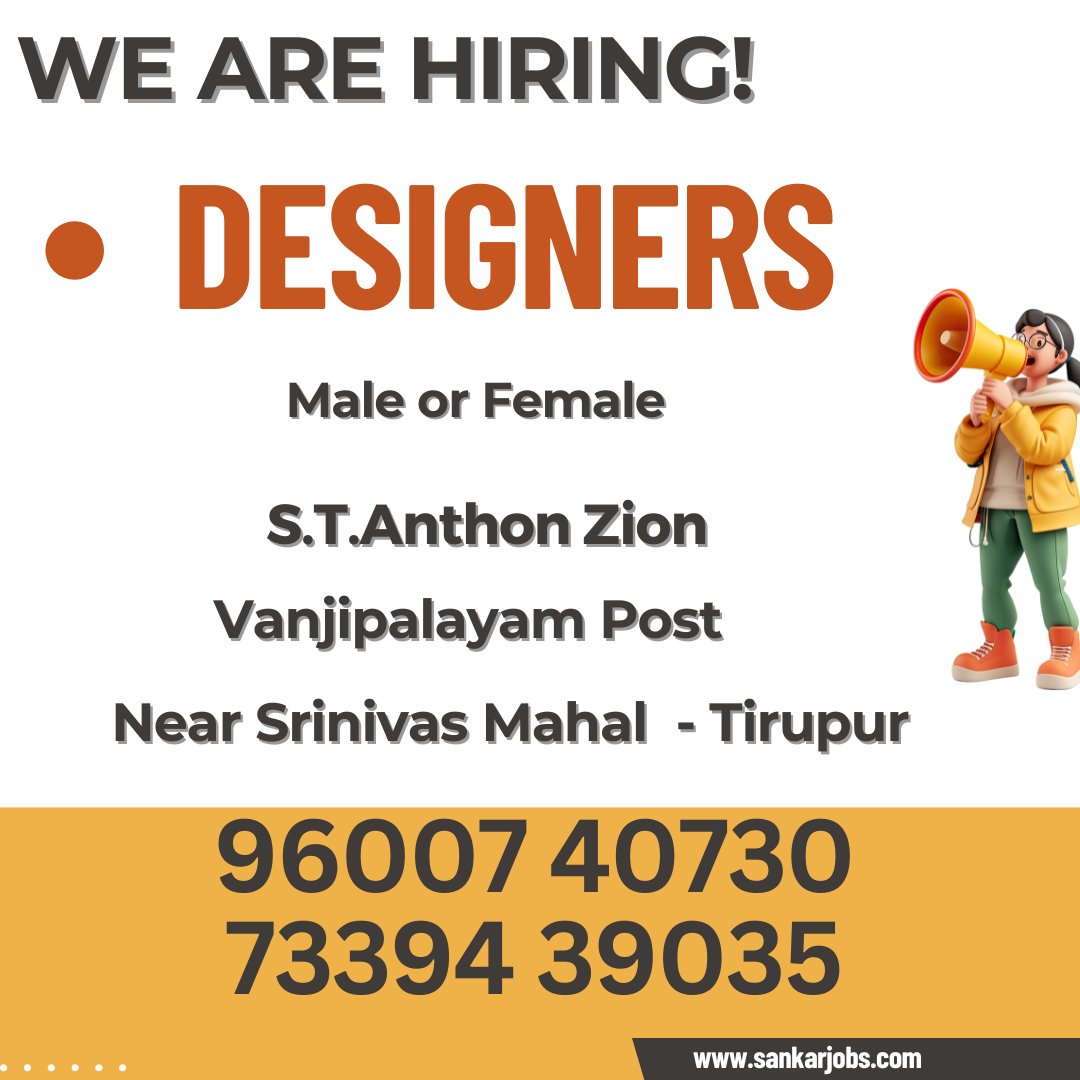 WE ARE HIRING!
• DESIGNERS
Male or Female
S.T.Anthon Zion
Vanjipalayam Post
Near Srinivas Mahal - Tirupur
96007 40730
73394 39035
www.sankarjobs.com